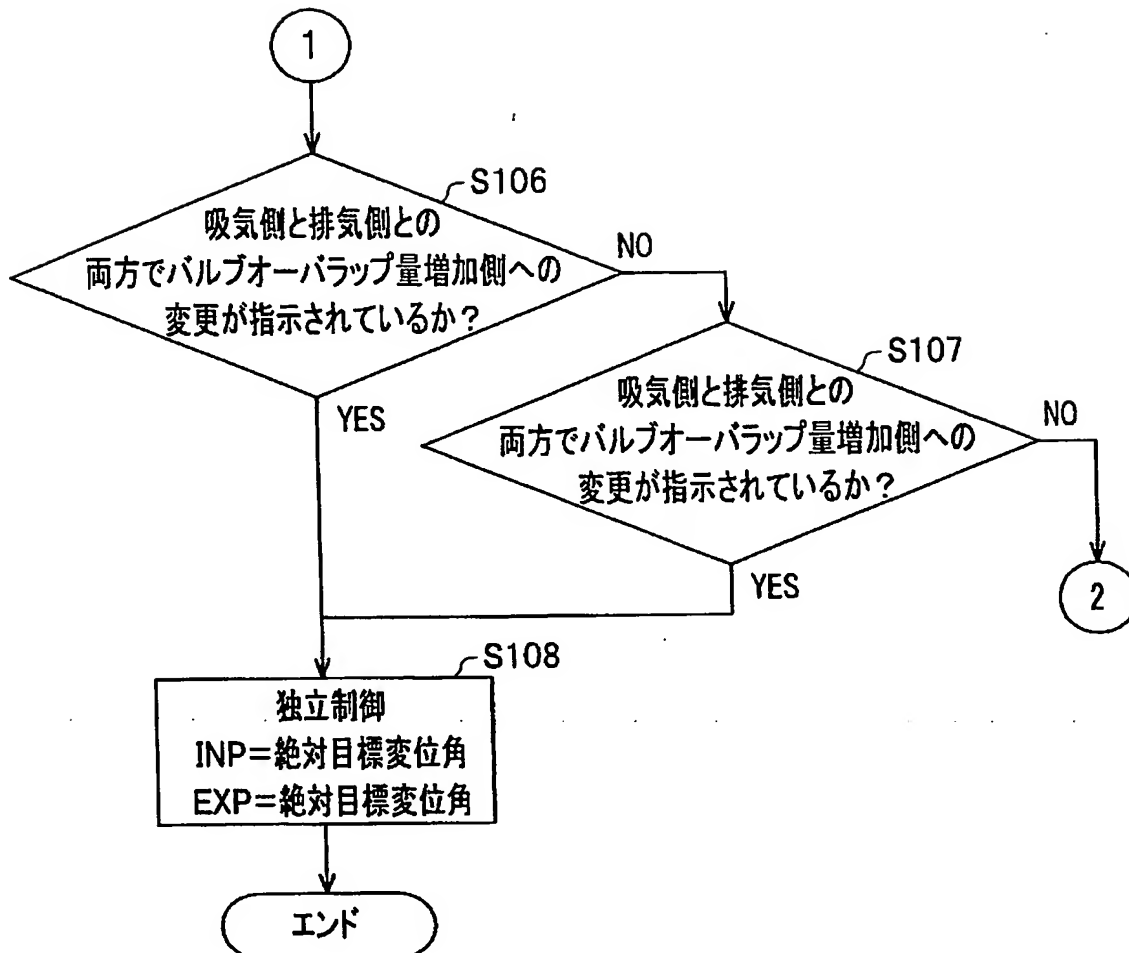 1
S106
吸気側と排気側との
両方でバルブオーバラップ量増加側への
変更が指示されているか？
NO
YES
S107
吸気側と排気側との
両方でバルブオーバラップ量増加側への
変更が指示されているか？
NO
YES
2
S108
独立制御
INP＝絶対目標変位角
EXP＝絶対目標変位角
エンド